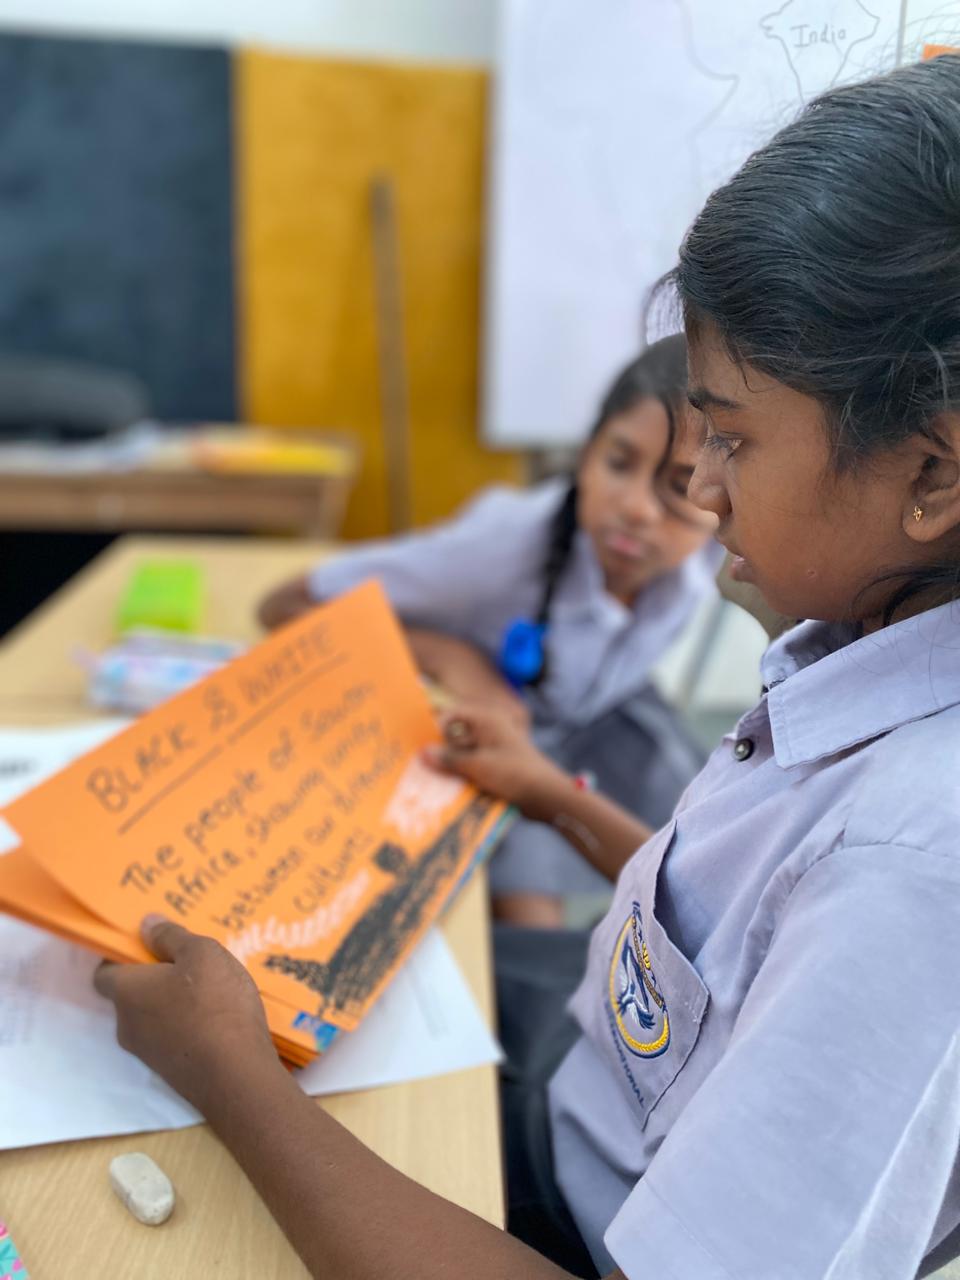 India
BLACK & WHITE
The people of South
Africa, showing unity
between our different
cultures